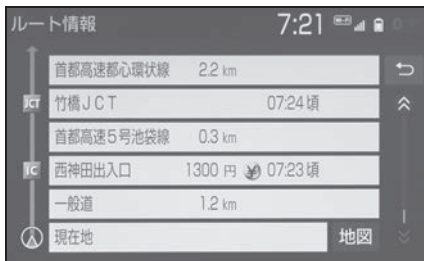 ルート情報 7:21 Wi-Fi
首都高速都心環状線 2.2 km
JCT 竹橋JCT 07:24頃
首都高速5号池袋線 0.3 km
IC 西神田出入口 1300 円 07:23頃
一般道 1.2 km
現在地 地図